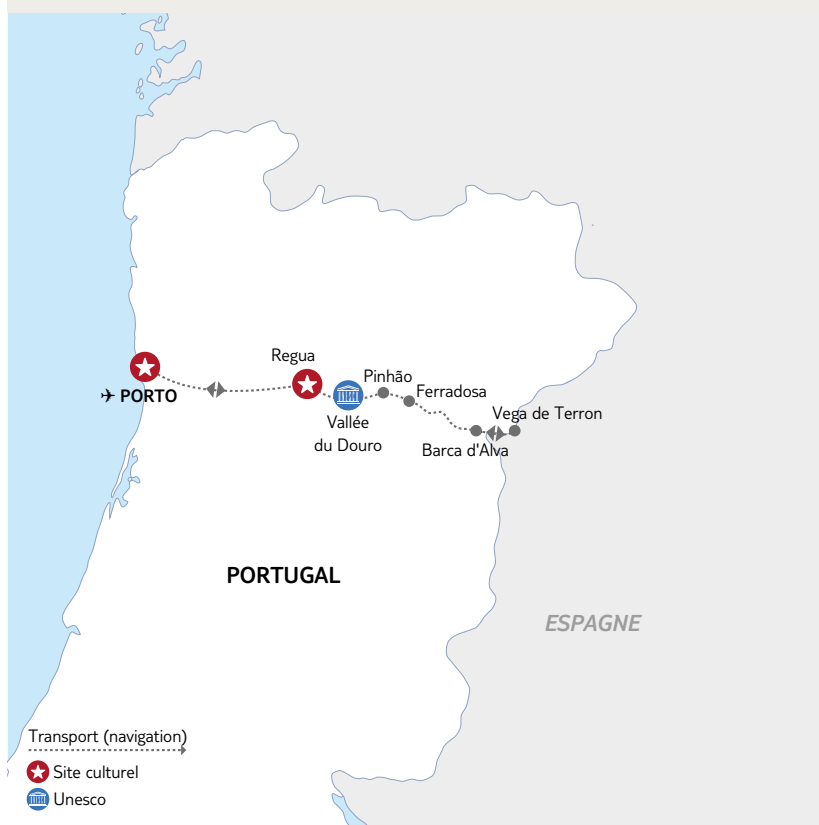 Regua
Pinhão
PORTO
Ferradosa
Vega de Terron
Vallée
du Douro
Barca d'Alva
PORTUGAL
ESPAGNE
Transport (navigation)
Site culturel
Unesco